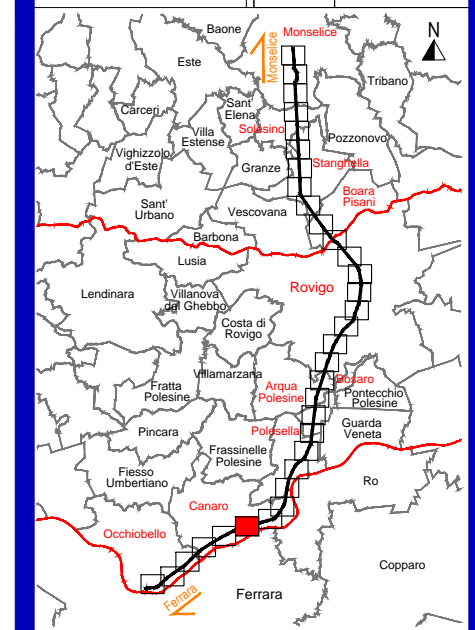 Baone
Monselice
N
Monselice
Este
Tribano
Carceri
Sant'
Elena
Solesino
Villa
Estense
Pozzonovo
Vighizzolo
d'Este
Granze
Stanghella
Boara
Pisani
Sant'
Urbano
Vescovana
Barbona
Lusia
Rovigo
Lendinara
Villanova
del Ghebbo
Costa di
Rovigo
Villamarzana
Fratta
Polesine
Arqua
Polesine
Bosaro
Pontecchio
Polesine
Pincara
Polesella
Guarda
Veneta
Frassinelle
Polesine
Fiesso
Umbertiano
Ro
Canaro
Occhiobello
Copparo
Ferrara
Ferrara